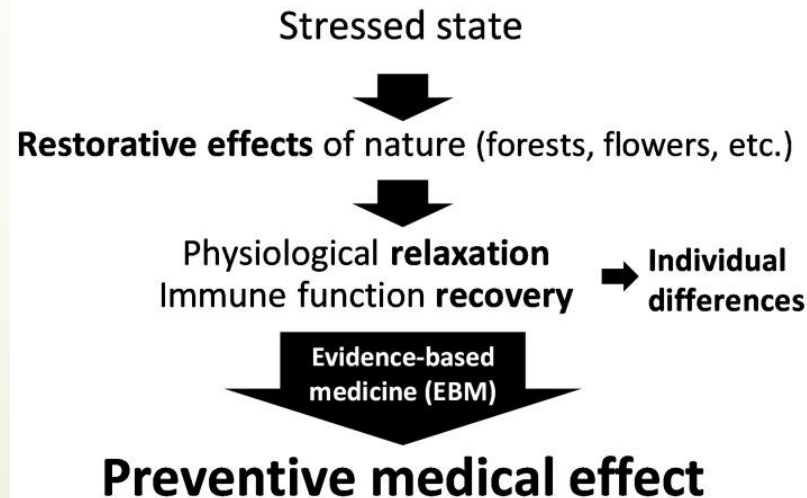 Stressed state
Restorative effects of nature (forests, flowers, etc.)
Physiological relaxation
Immune function recovery
Individual
differences
Evidence-based
medicine (EBM)
Preventive medical effect